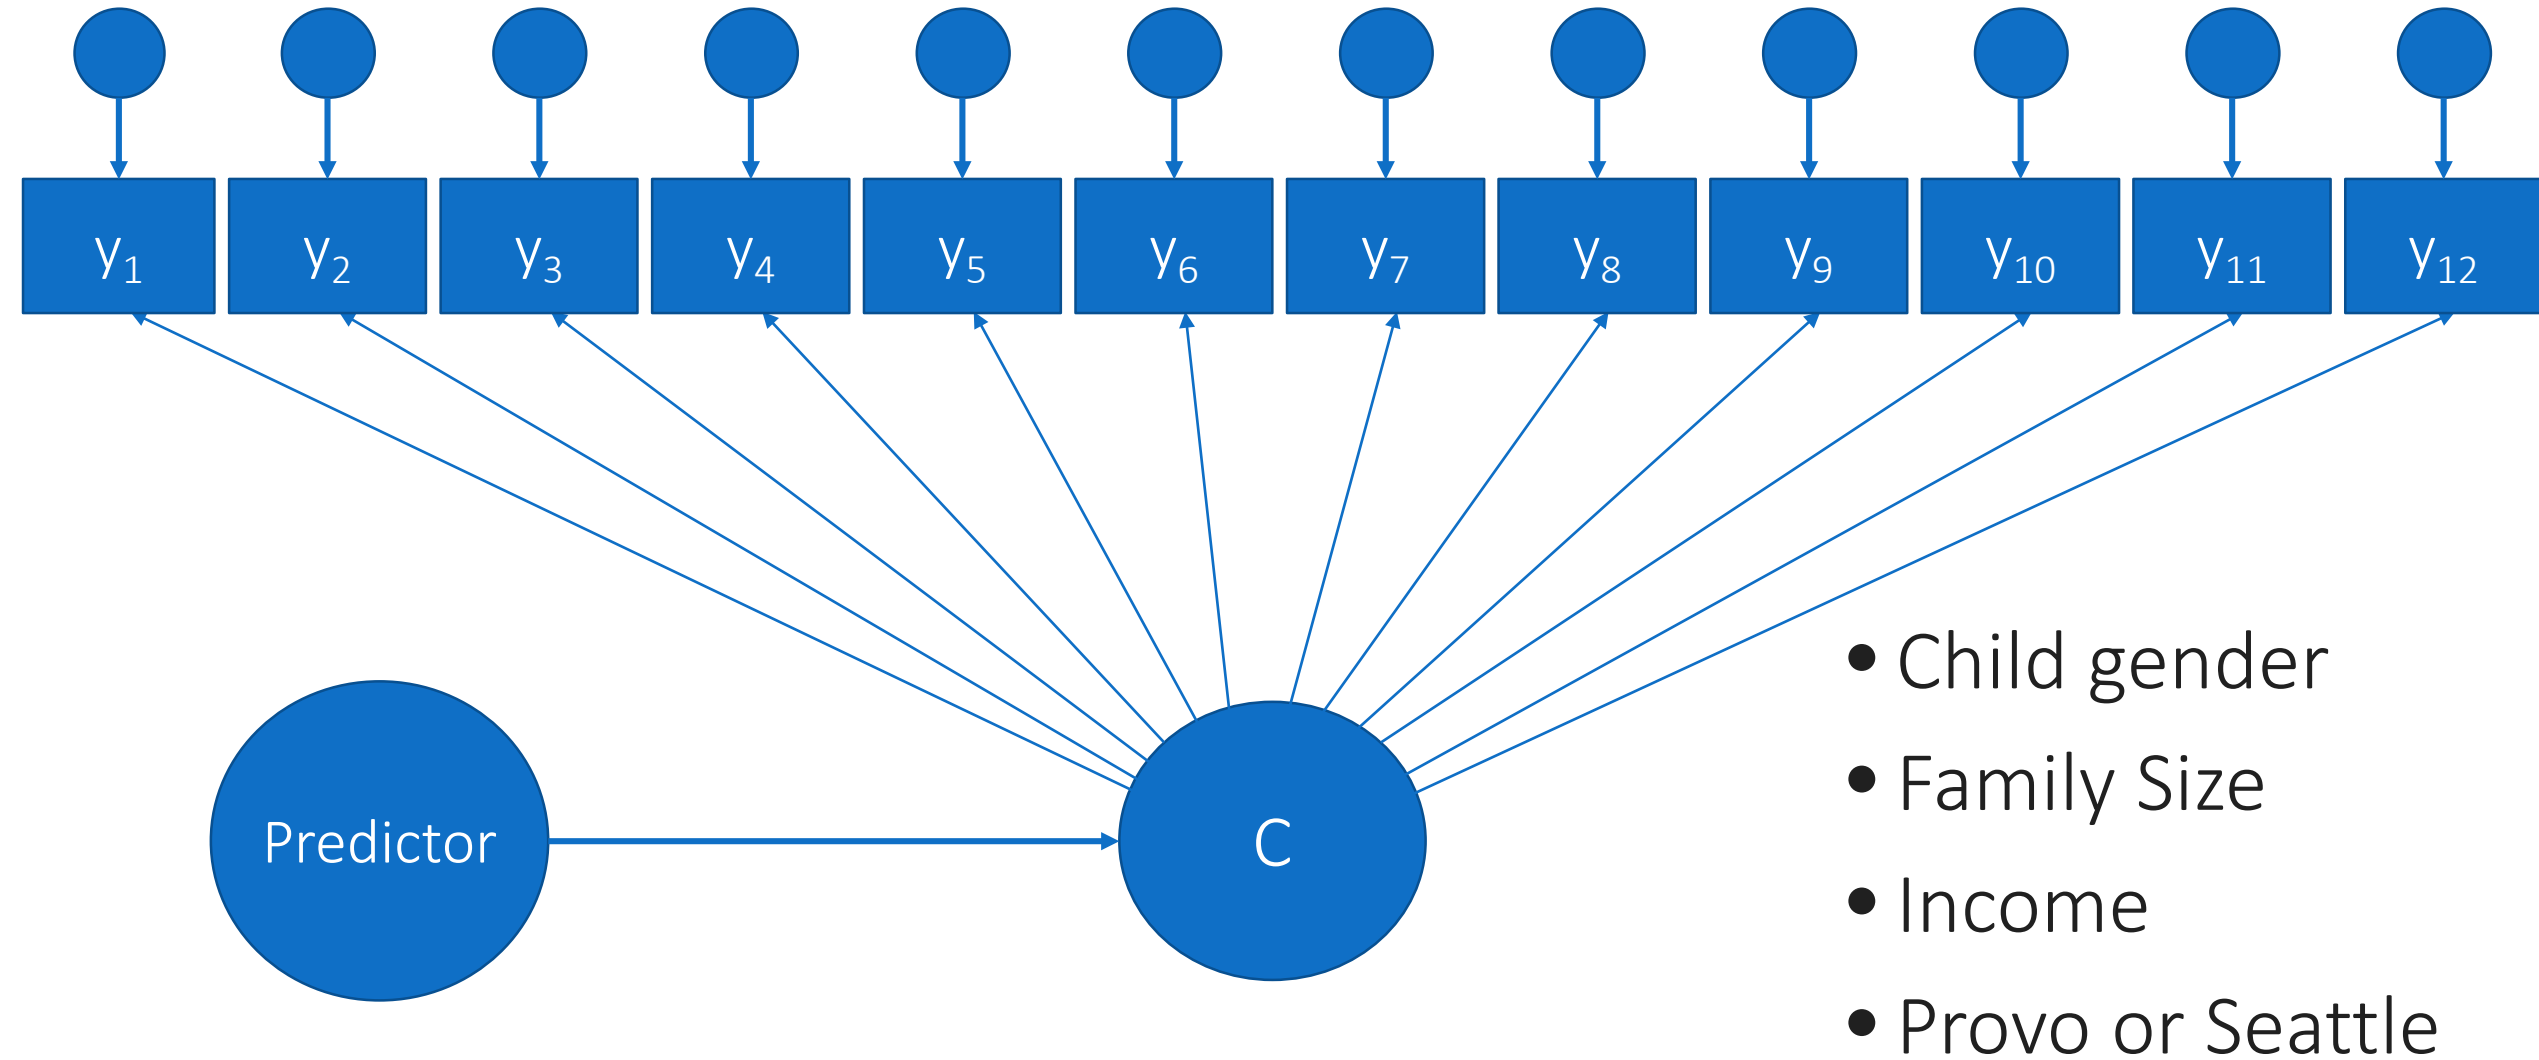 y1 y2 y3 y4 y5 y6 y7 y8 y9 y10 y11 y12
Predictor
C
• Child gender
• Family Size
• Income
• Provo or Seattle